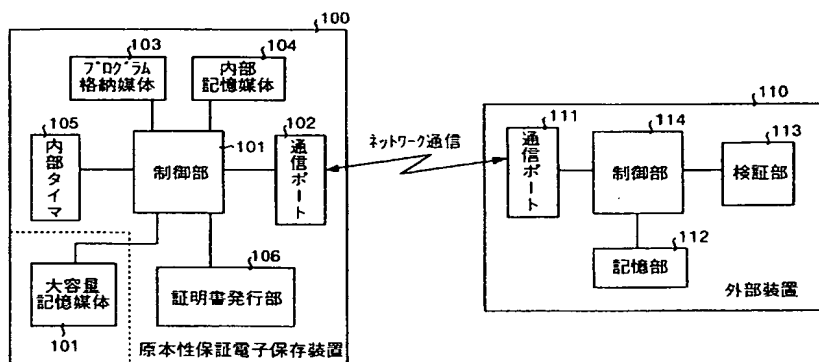 100
103
プログラム
格納媒体
104
内部
記憶媒体
105
内部タイマ
101
制御部
102
通信ポート
ネットワーク通信
106
証明書発行部
大容量
記憶媒体
101
原本性保証電子保存装置
110
111
通信ポート
114
制御部
113
検証部
112
記憶部
外部装置